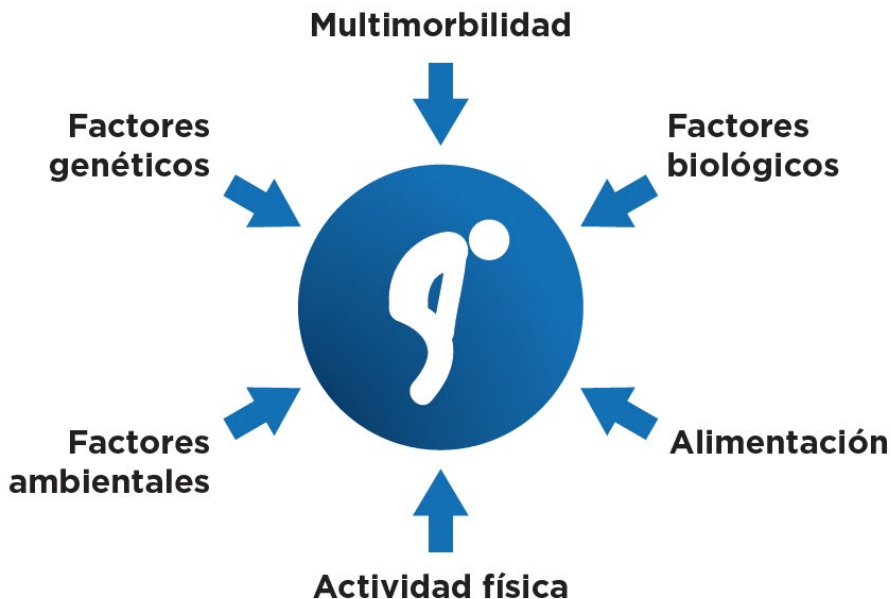 Multimorbilidad
Factores
genéticos
Factores
biológicos
Factores
ambientales
Alimentación
Actividad física